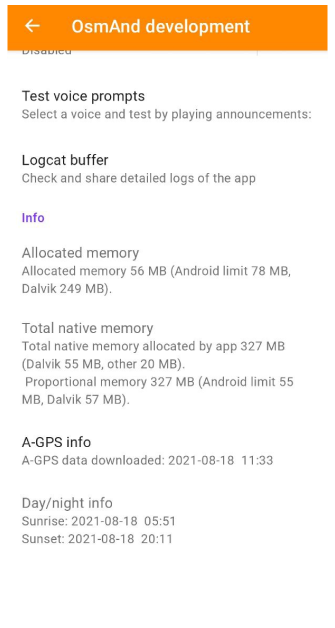 OsmAnd development
Disabled
Test voice prompts
Select a voice and test by playing announcements:
Logcat buffer
Check and share detailed logs of the app
Info
Allocated memory
Allocated memory 56 MB (Android limit 78 MB,
Dalvik 249 MB).
Total native memory
Total native memory allocated by app 327 MB
(Dalvik 55 MB, other 20 MB).
Proportional memory 327 MB (Android limit 55
MB, Dalvik 57 MB).
A-GPS info
A-GPS data downloaded: 2021-08-18 11:33
Day/night info
Sunrise: 2021-08-18 05:51
Sunset: 2021-08-18 20:11